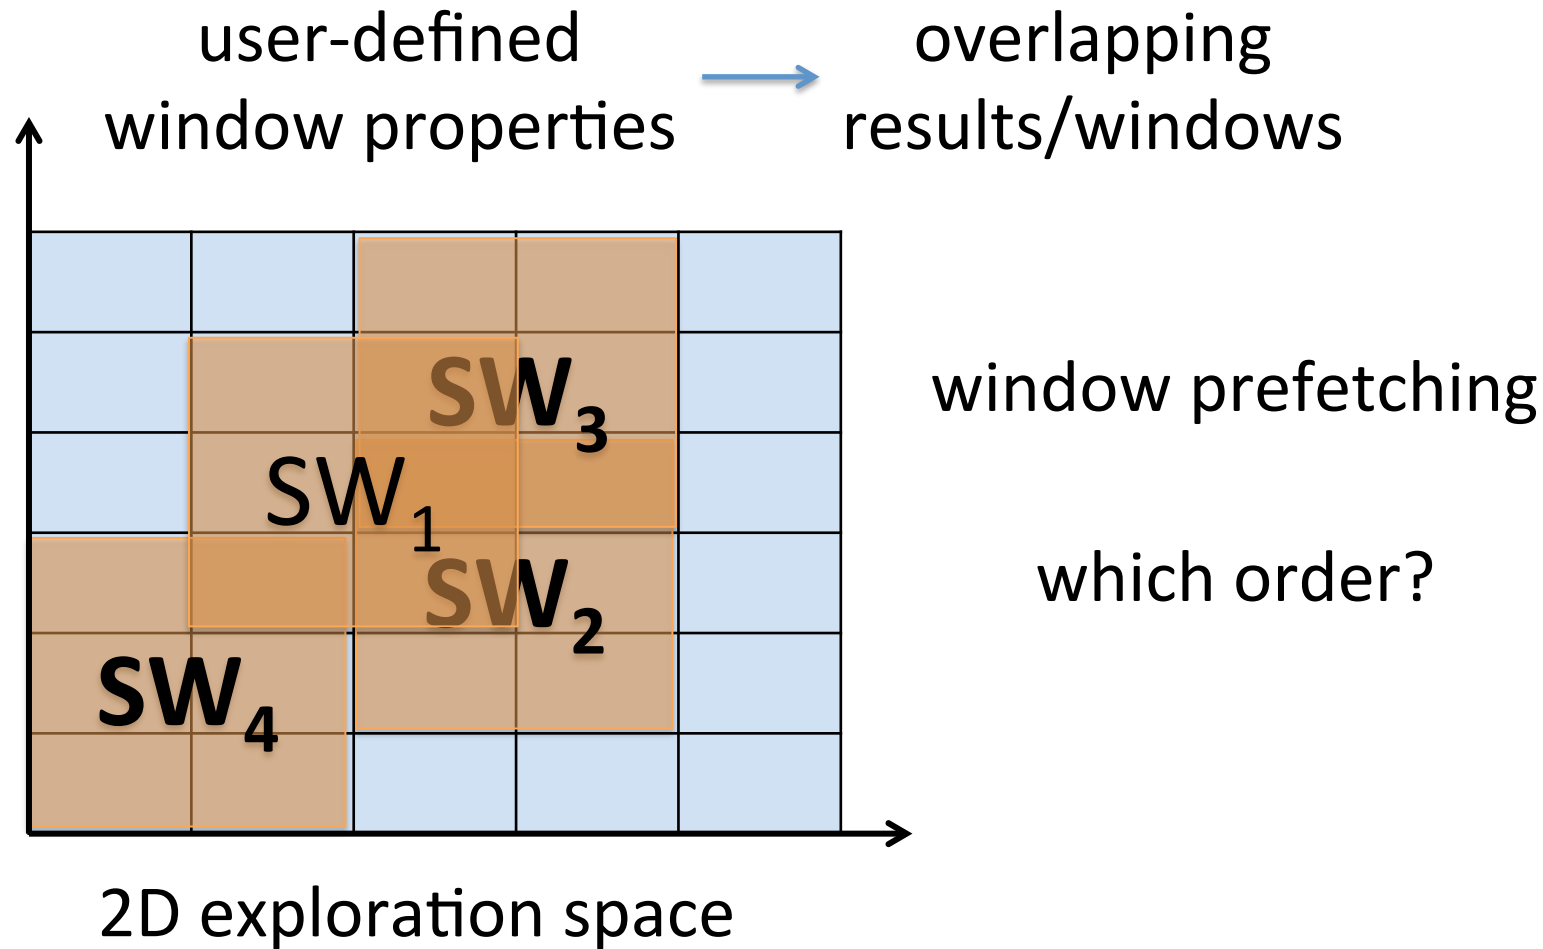 user-defined
window properties
overlapping
results/windows
SW3
window prefetching
SW1
SW2
which order?
SW4
2D exploration space